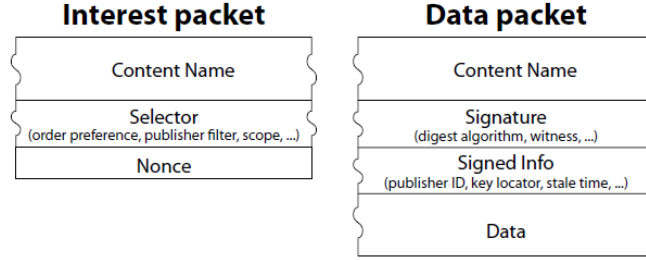 Interest packet
Content Name
Selector
(order preference, publisher filter, scope, ...)
Nonce
Data packet
Content Name
Signature
(digest algorithm, witness, ...)
Signed Info
(publisher ID, key locator, stale time, ...)
Data